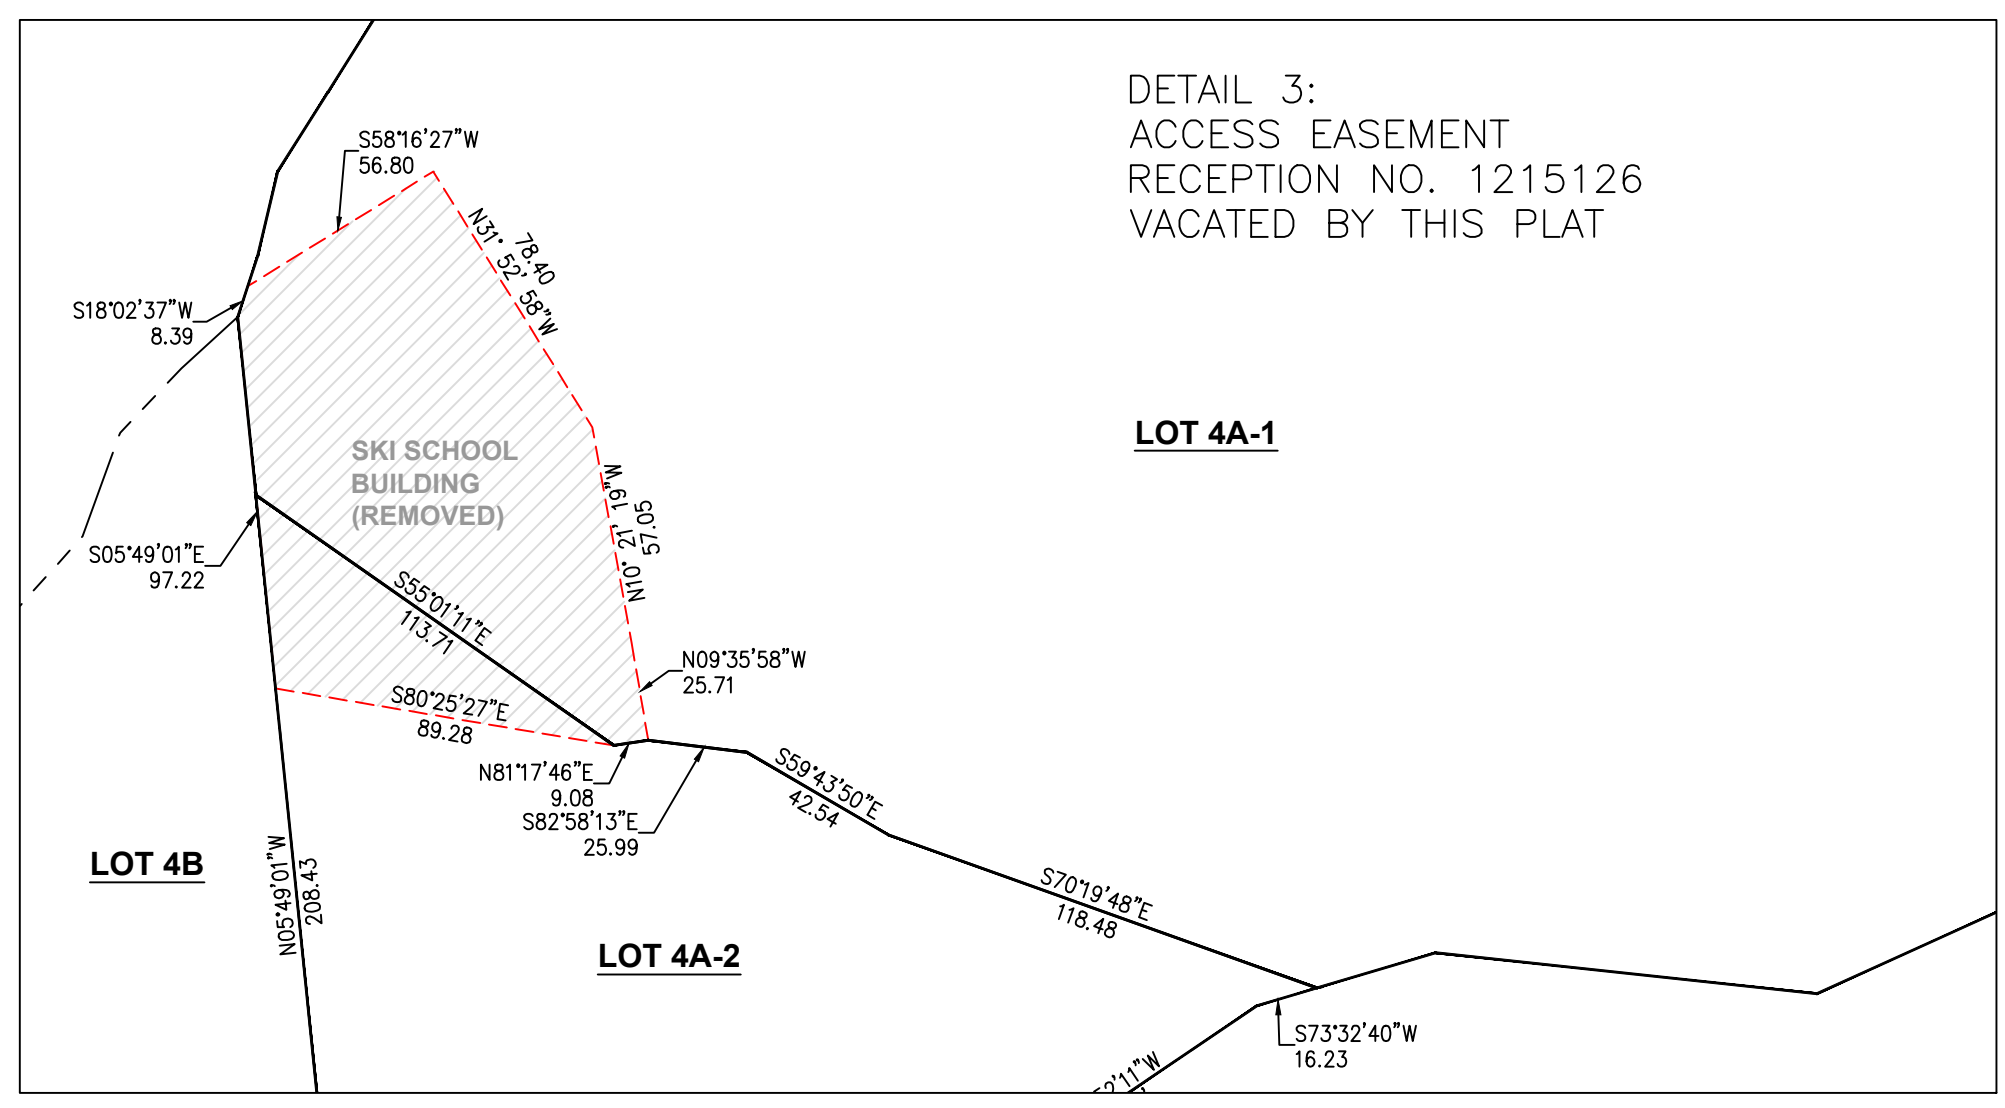 DETAIL 3:
ACCESS EASEMENT
RECEPTION NO. 1215126
VACATED BY THIS PLAT
S58°16'27"W
56.80
N31° 52' 58"W
78.40
S18°02'37"W
8.39
LOT 4A-1
SKI SCHOOL
BUILDING
(REMOVED)
N10° 21' 19"W
57.05
S05°49'01"E
97.22
S55°01'11"E
113.71
N09°35'58"W
25.71
S80°25'27"E
89.28
N81°17'46"E
9.08
S82°58'13"E
25.99
S59°43'50"E
42.54
LOT 4B
N05°49'01"W
208.43
S70°19'48"E
118.48
LOT 4A-2
S73°32'40"W
16.23
2'11"W